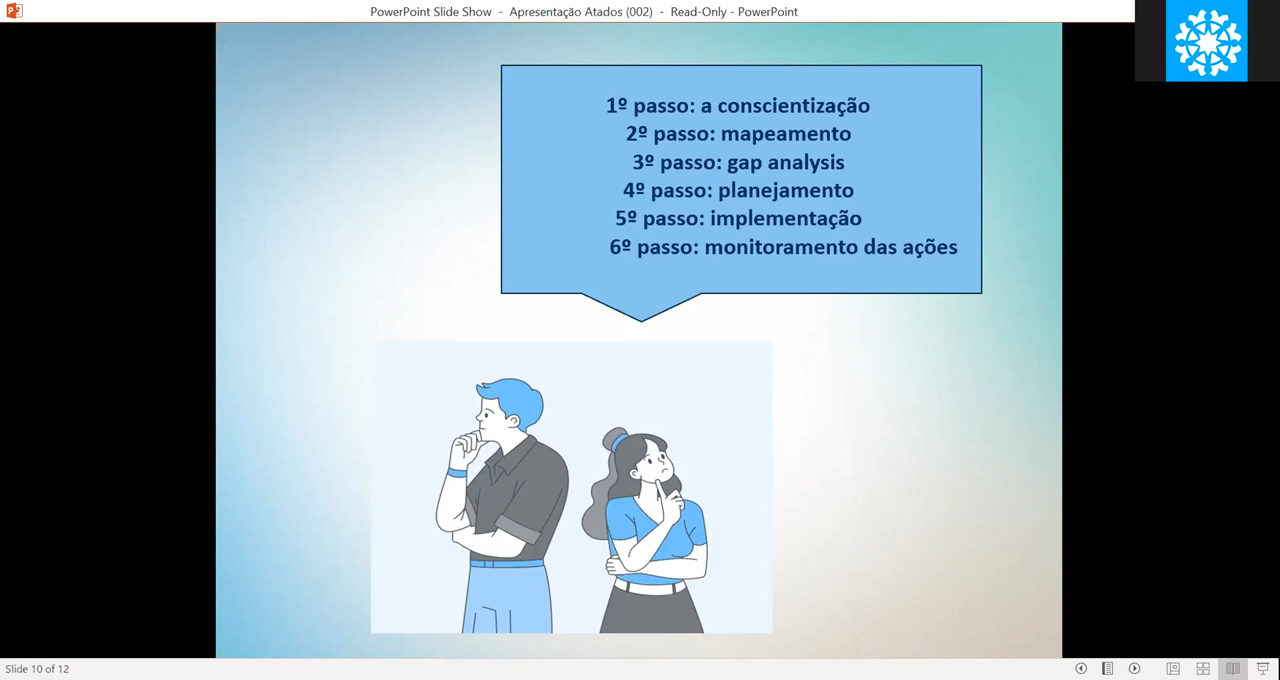 PowerPoint Slide Show - Apresentação Atados (002) - Read-Only - PowerPoint
1º passo: a conscientização
2º passo: mapeamento
3º passo: gap analysis
4º passo: planejamento
5º passo: implementação
6º passo: monitoramento das ações
Slide 10 of 12